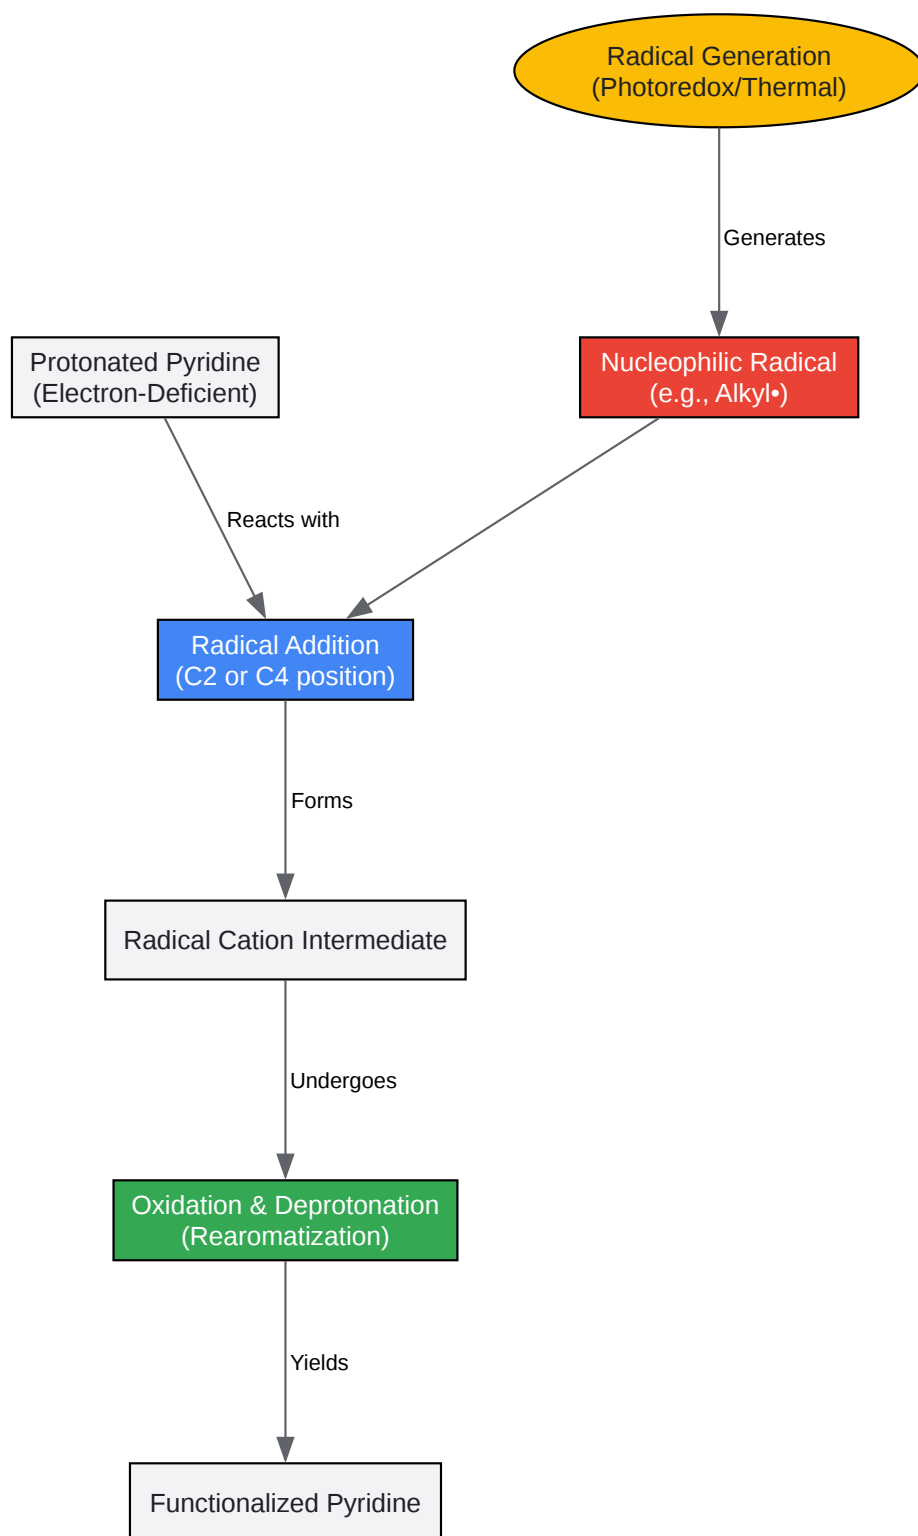 Radical Generation
(Photoredox/Thermal)
Generates
Protonated Pyridine
(Electron-Deficient)
Nucleophilic Radical
(e.g., Alkyl•)
Reacts with
Radical Addition
(C2 or C4 position)
Forms
Radical Cation Intermediate
Undergoes
Oxidation & Deprotonation
(Rearomatization)
Yields
Functionalized Pyridine